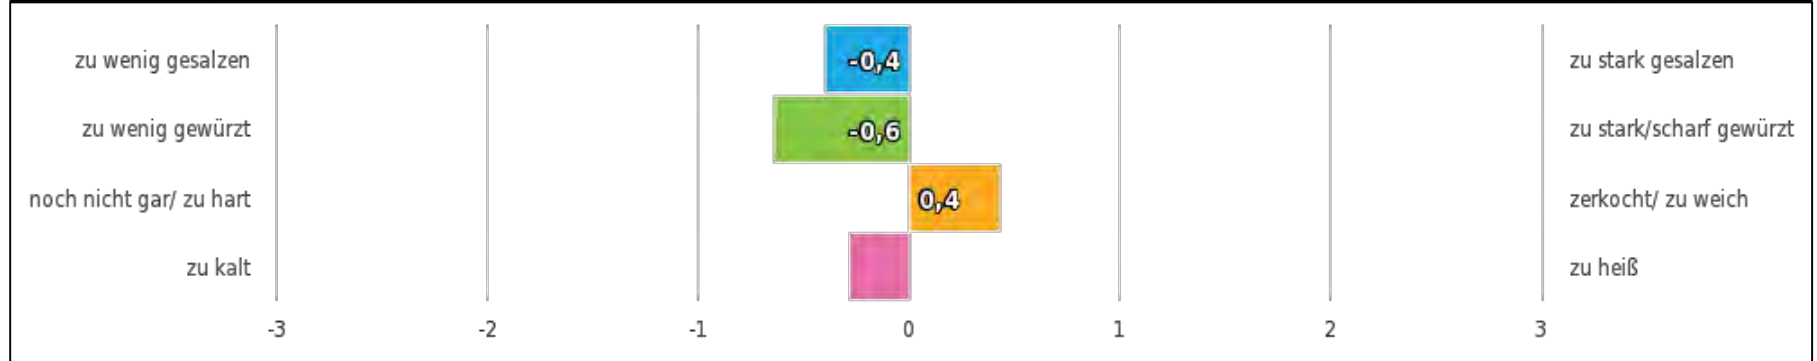 zu wenig gesalzen -0,4 zu stark gesalzen
zu wenig gewürzt -0,6 zu stark/scharf gewürzt
noch nicht gar/ zu hart 0,4 zerkocht/ zu weich
zu kalt zu heiß
-3 -2 -1 0 1 2 3